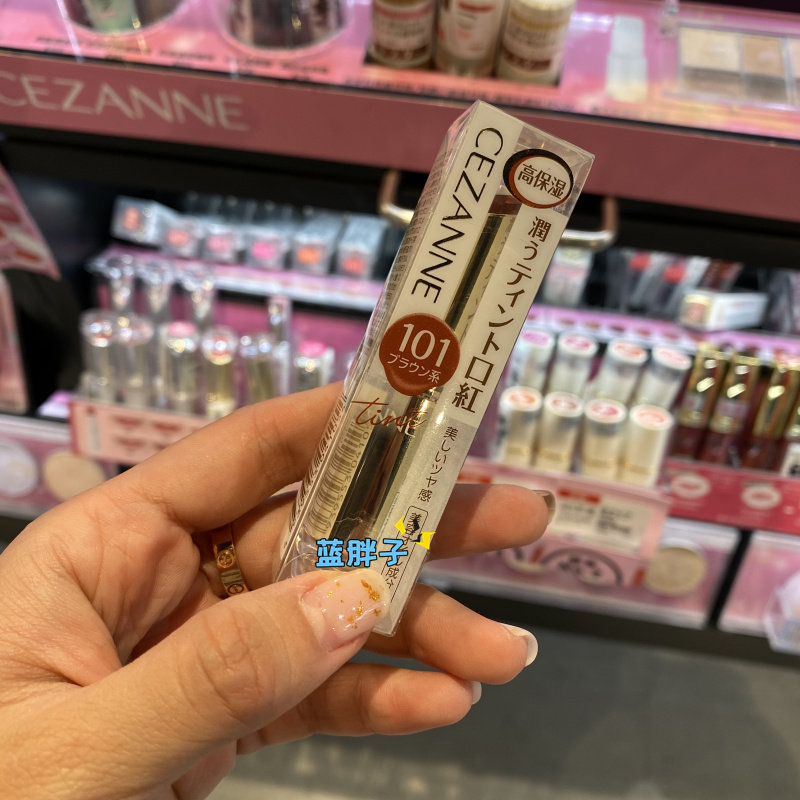 CEZANNE
CEZANNE
高保湿
潤うティント口紅
101
ブラウン系
tint
美しいツヤ感
蓝胖子